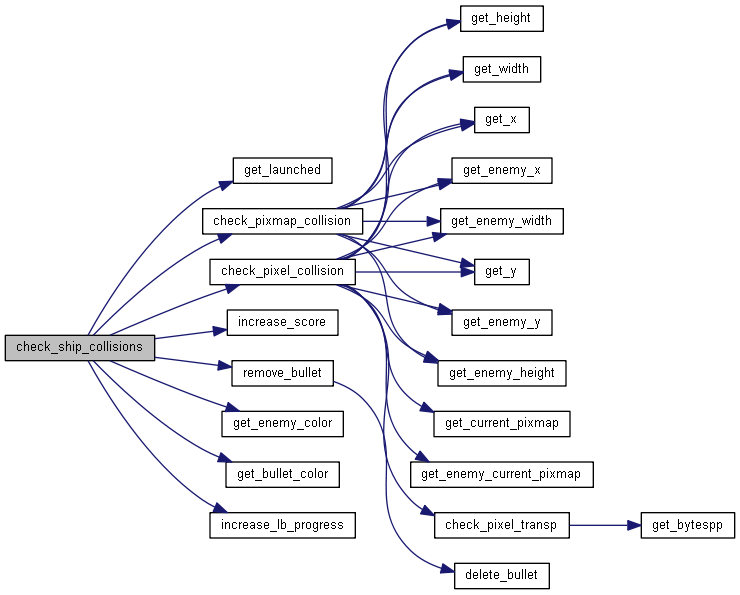 get_height
get_width
get_x
get_launched
get_enemy_x
check_pixmap_collision
get_enemy_width
check_pixel_collision
get_y
increase_score
get_enemy_y
check_ship_collisions
remove_bullet
get_enemy_height
get_enemy_color
get_current_pixmap
get_bullet_color
get_enemy_current_pixmap
increase_lb_progress
check_pixel_transp
get_bytespp
delete_bullet